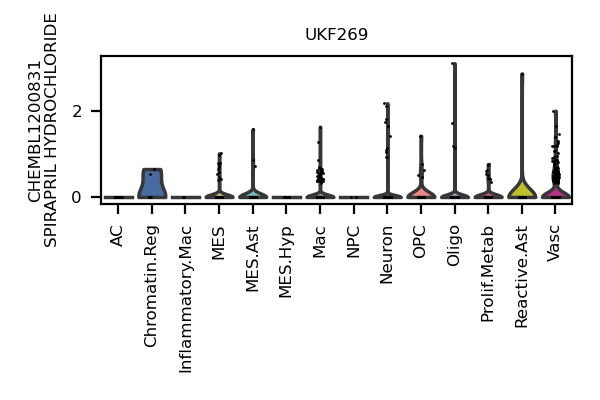 UKF269
CHEMBL1200831
SPIRAPRIL HYDROCHLORIDE
2
0
AC
Chromatin.Reg
Inflammatory.Mac
MES
MES.Ast
MES.Hyp
Mac
NPC
Neuron
OPC
Oligo
Prolif.Metab
Reactive.Ast
Vasc